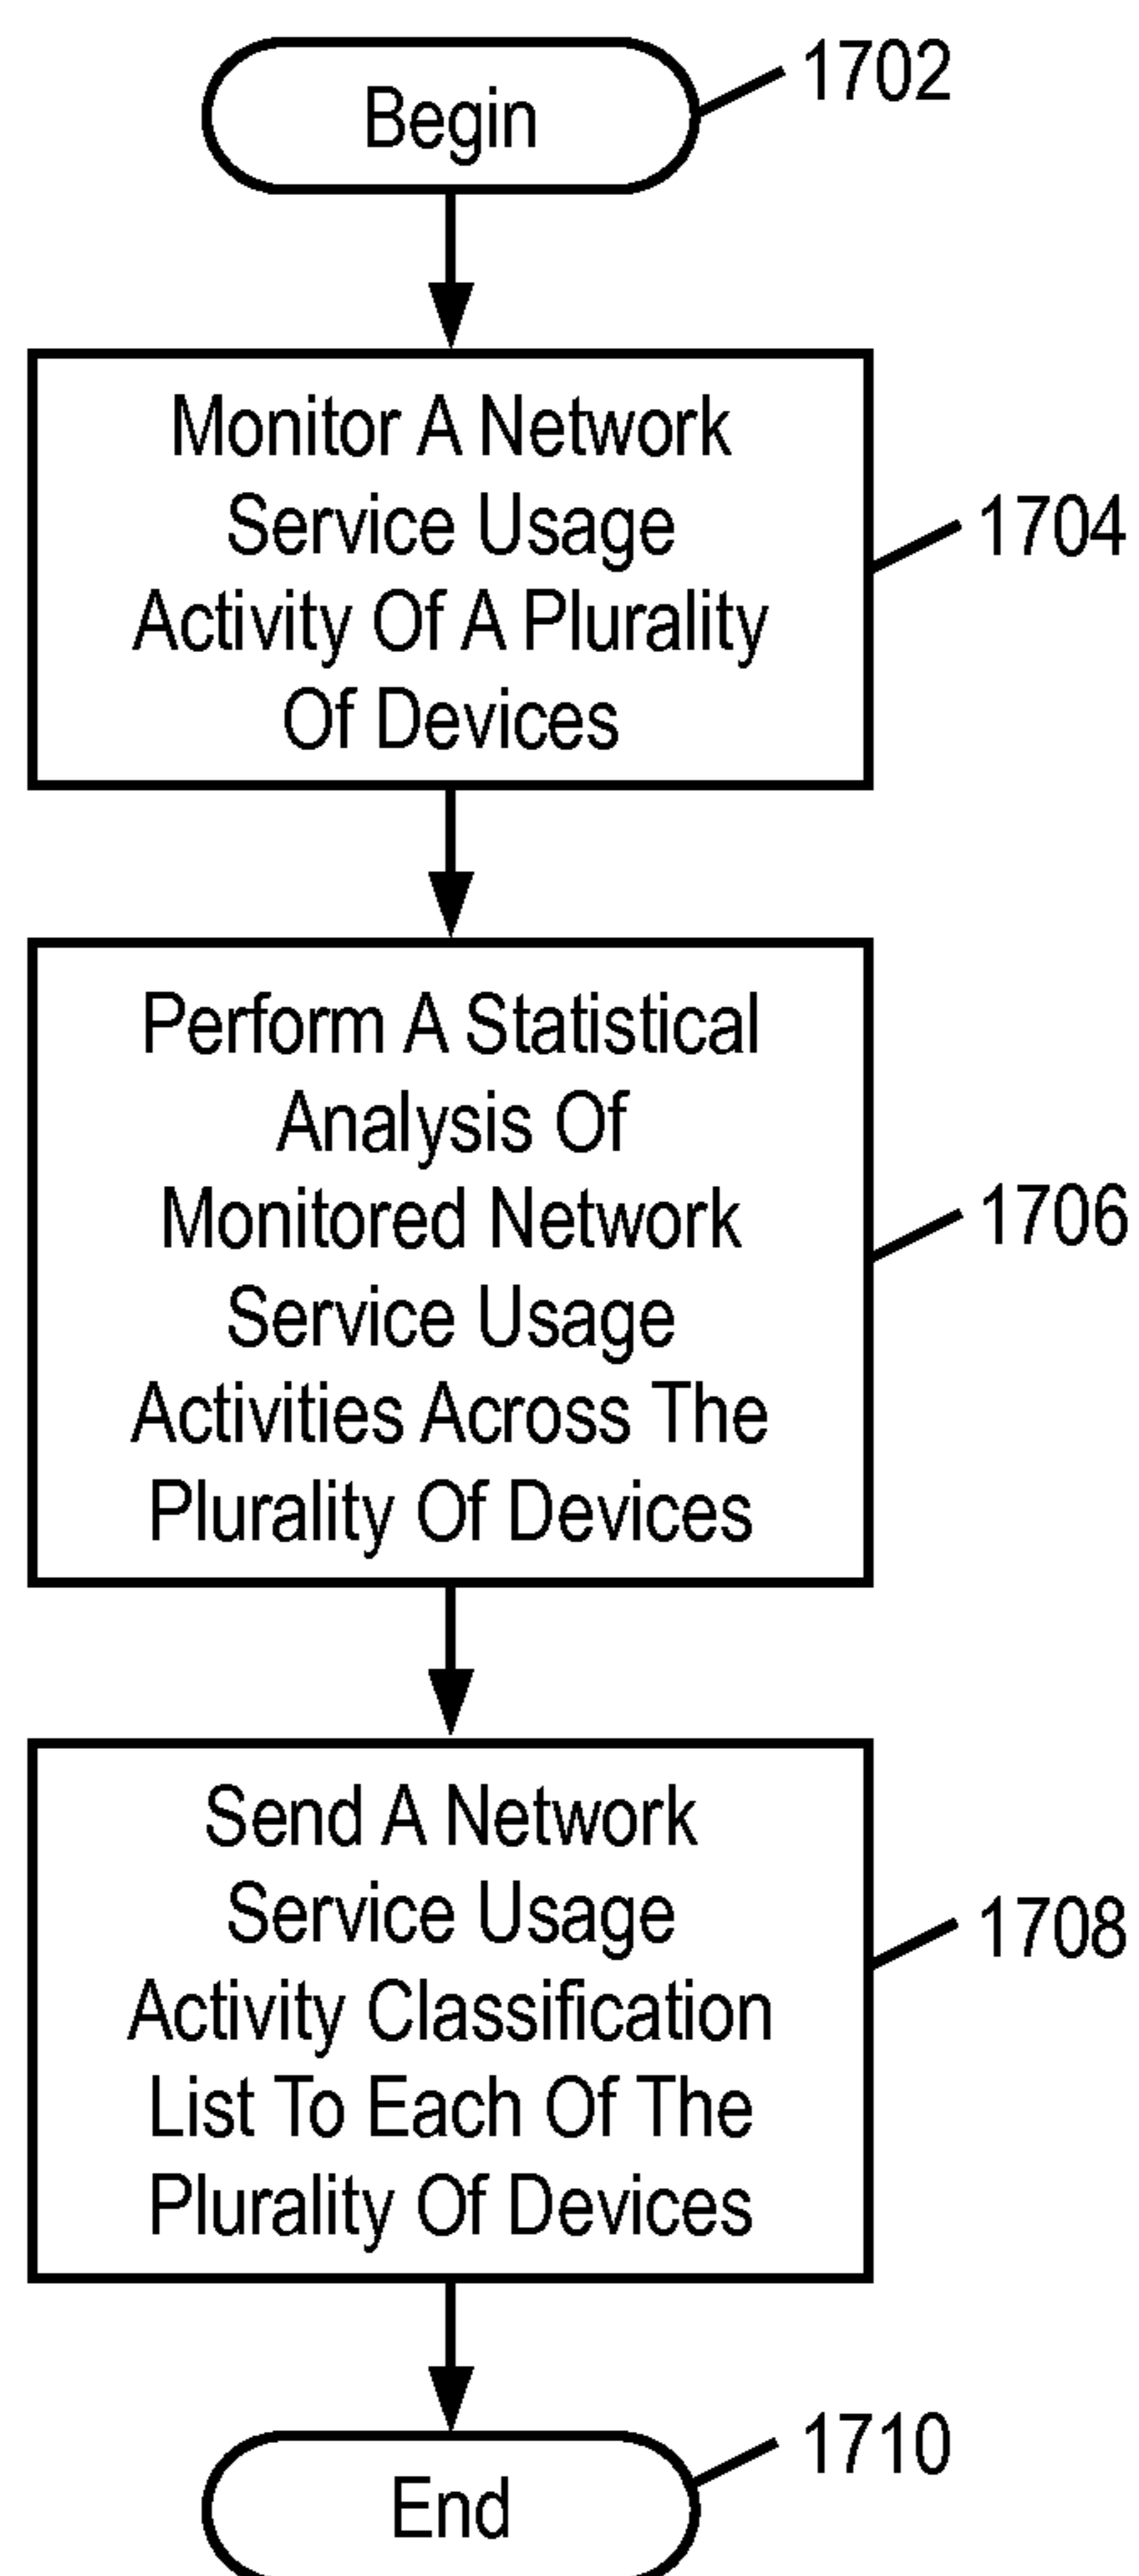 Begin
1702
Monitor A Network
Service Usage
Activity Of A Plurality
Of Devices
1704
Perform A Statistical
Analysis Of
Monitored Network
Service Usage
Activities Across The
Plurality Of Devices
1706
Send A Network
Service Usage
Activity Classification
List To Each Of The
Plurality Of Devices
1708
End
1710